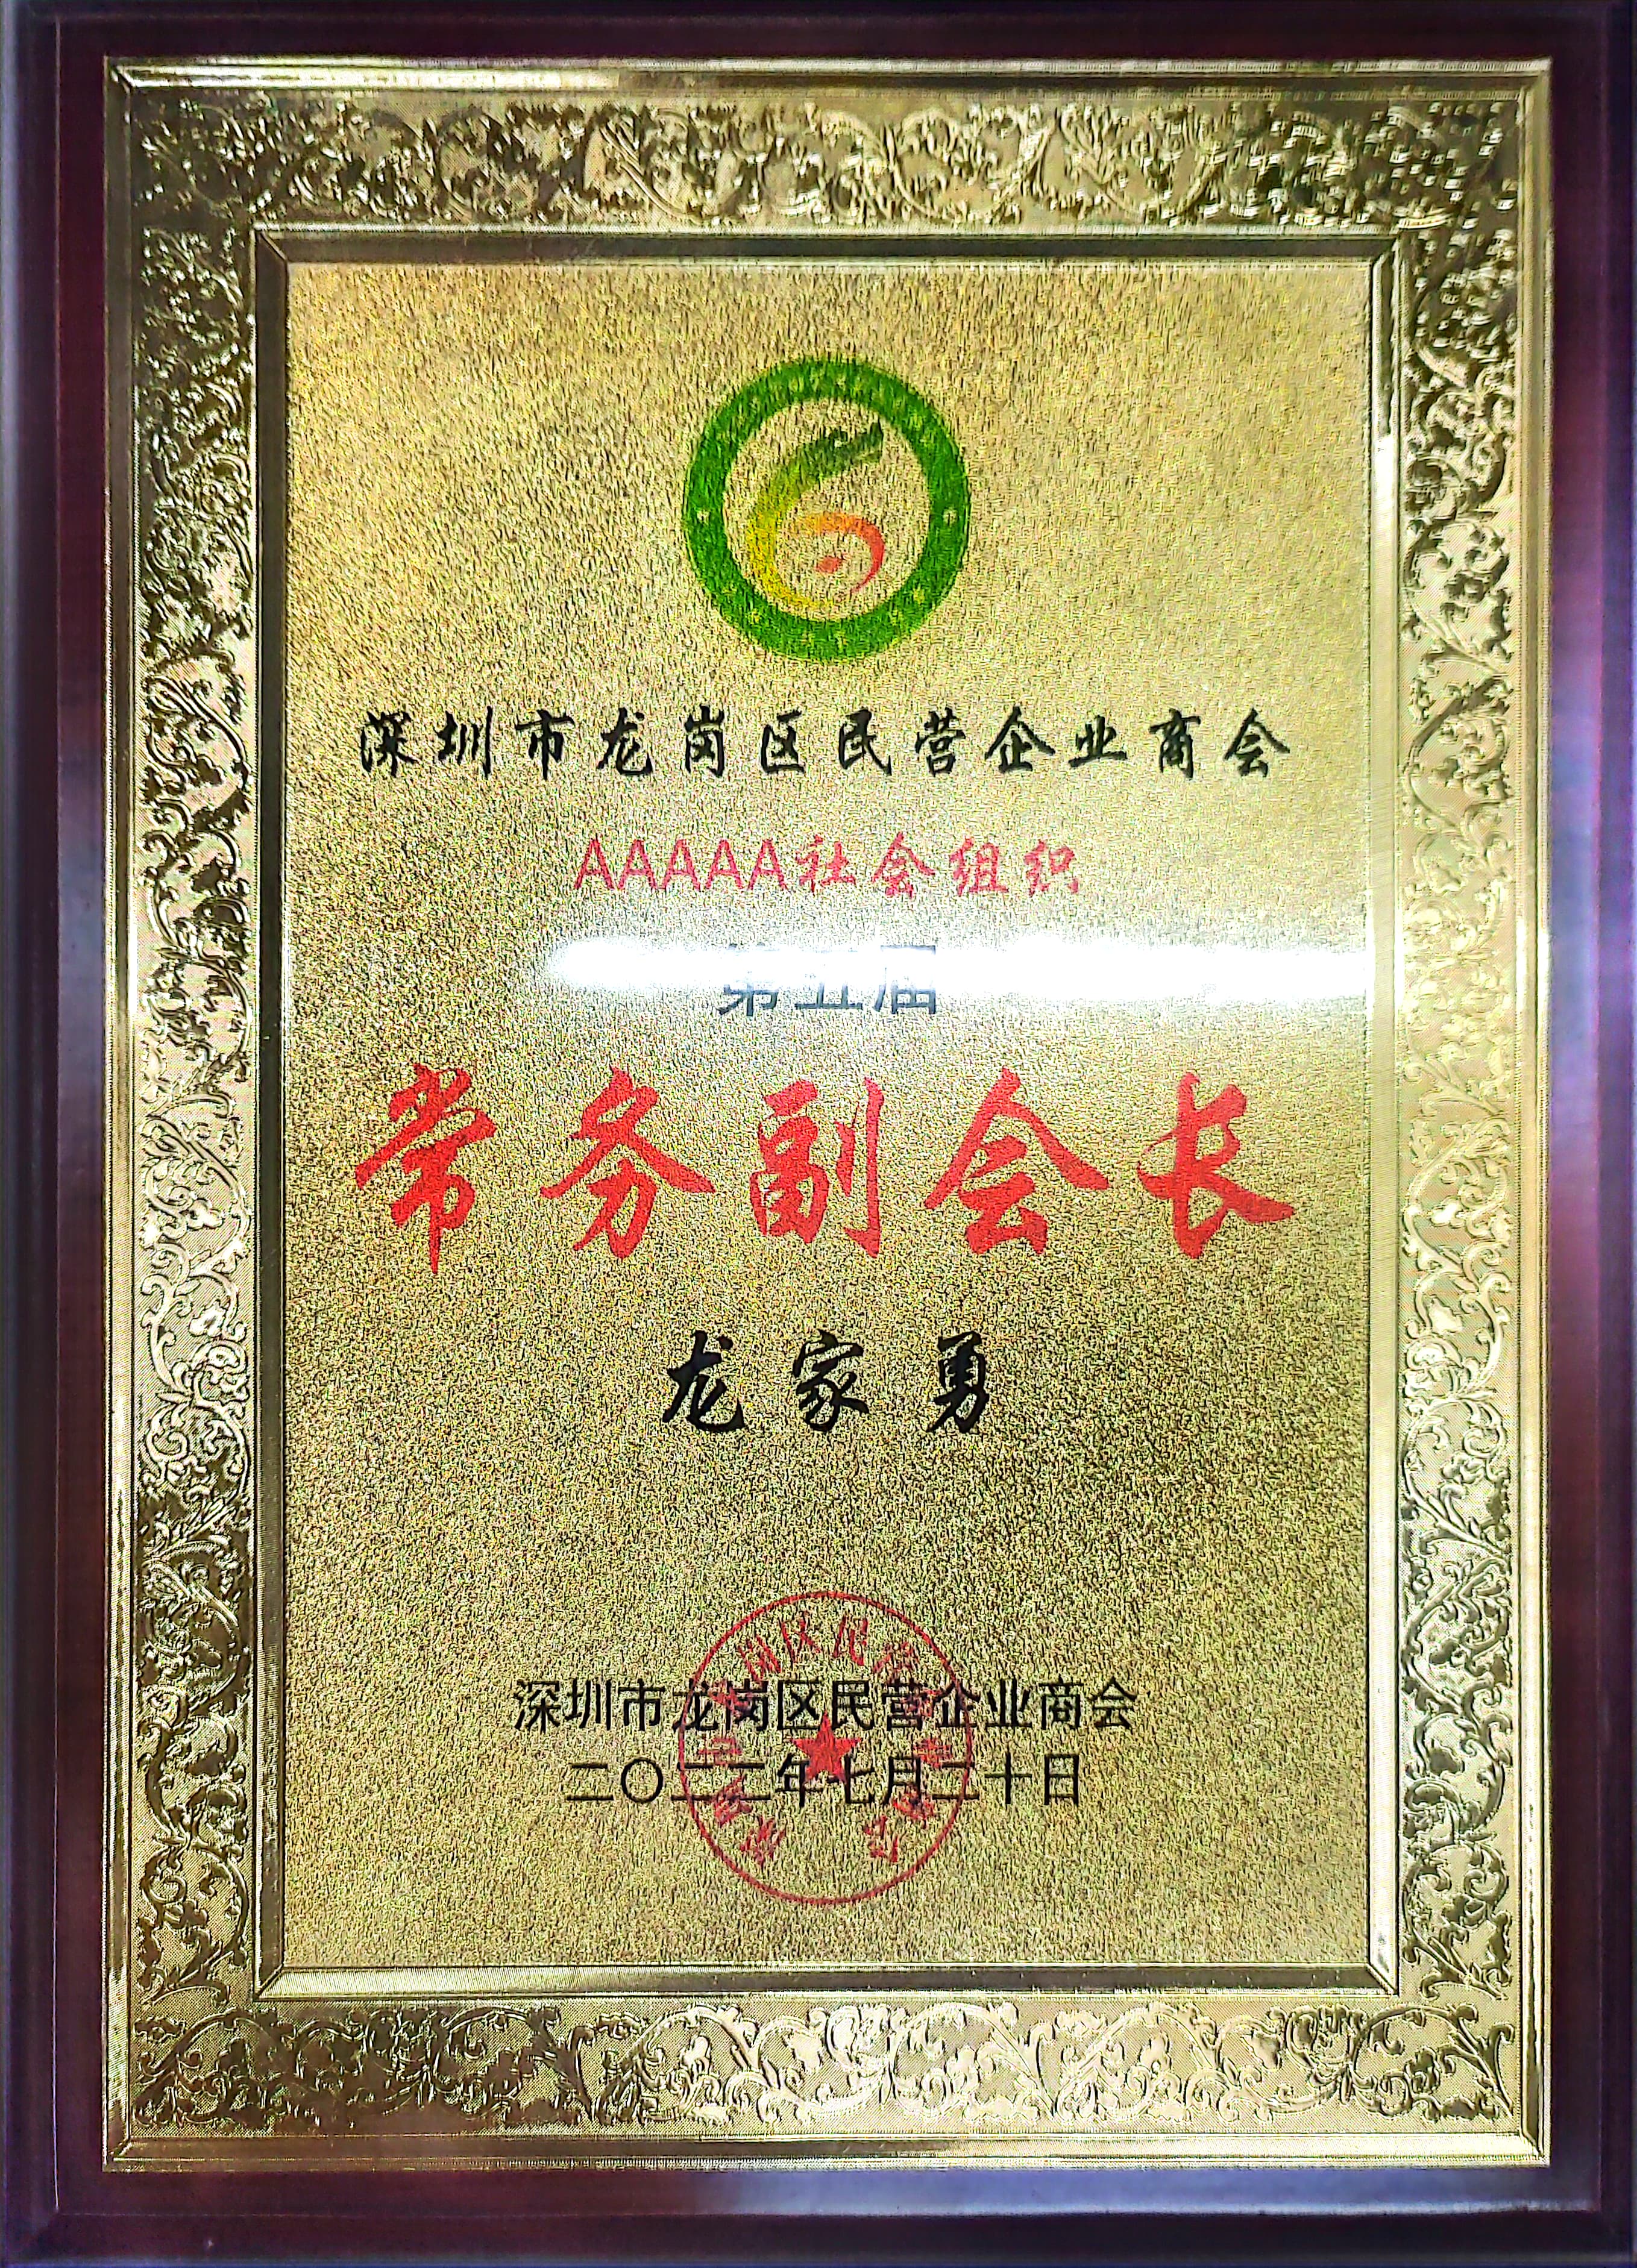 深圳市龙岗区民营企业商会
AAAAA社会组织
第五届
常务副会长
龙家勇
深圳市龙岗区民营企业商会
二〇二二年七月二十日